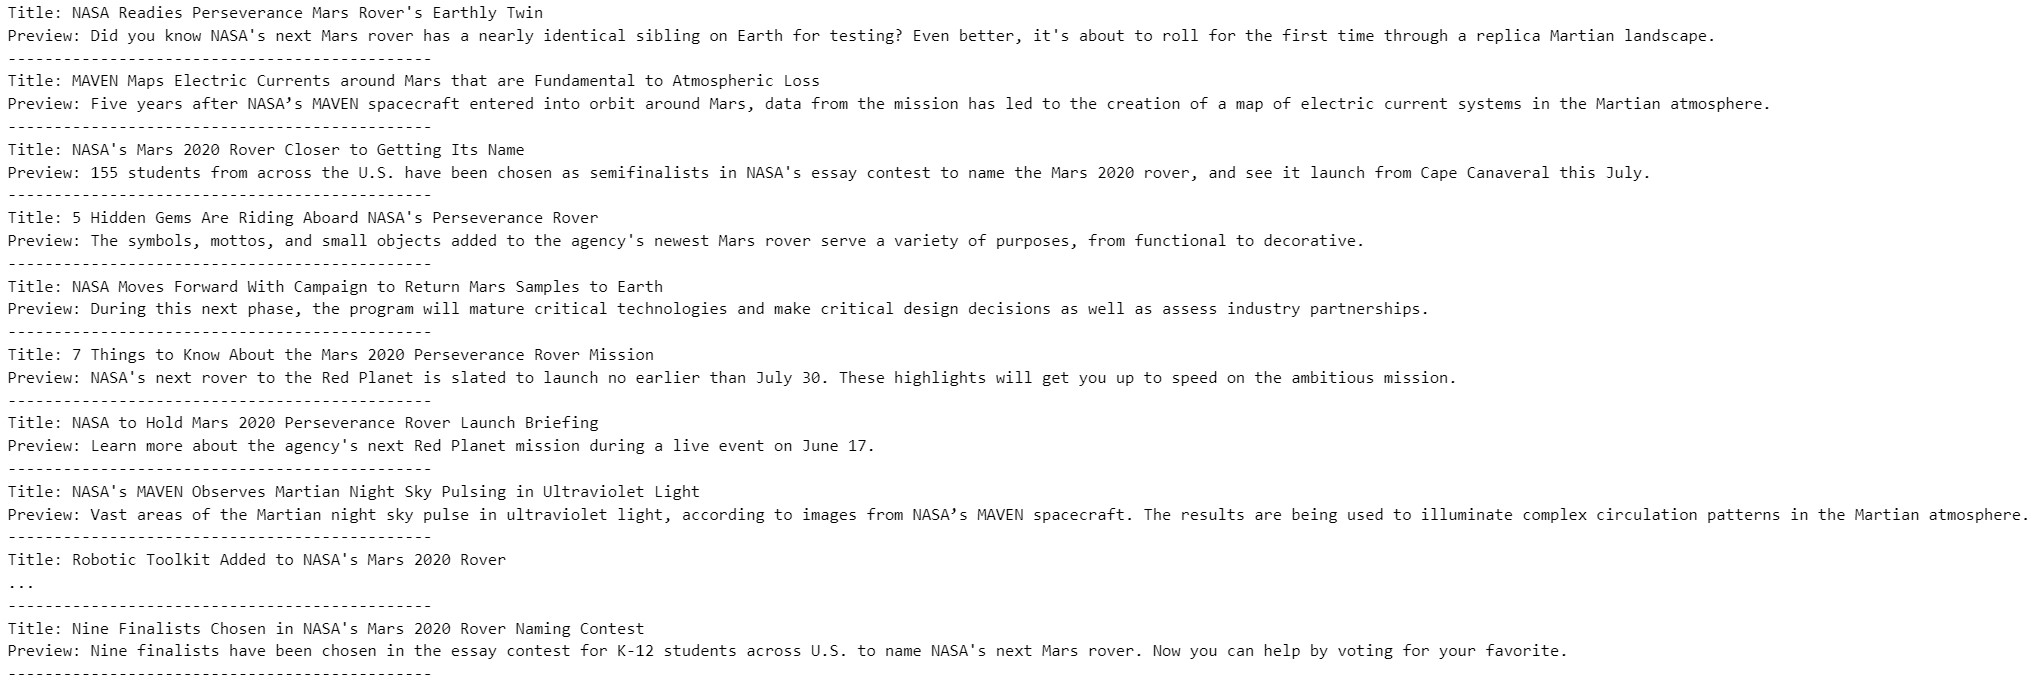 Title: NASA Readies Perseverance Mars Rover's Earthly Twin
Preview: Did you know NASA's next Mars rover has a nearly identical sibling on Earth for testing? Even better, it's about to roll for the first time through a replica Martian landscape.
----------------------------------------------
Title: MAVEN Maps Electric Currents around Mars that are Fundamental to Atmospheric Loss
Preview: Five years after NASA’s MAVEN spacecraft entered into orbit around Mars, data from the mission has led to the creation of a map of electric current systems in the Martian atmosphere.
----------------------------------------------
Title: NASA's Mars 2020 Rover Closer to Getting Its Name
Preview: 155 students from across the U.S. have been chosen as semifinalists in NASA's essay contest to name the Mars 2020 rover, and see it launch from Cape Canaveral this July.
----------------------------------------------
Title: 5 Hidden Gems Are Riding Aboard NASA's Perseverance Rover
Preview: The symbols, mottos, and small objects added to the agency's newest Mars rover serve a variety of purposes, from functional to decorative.
----------------------------------------------
Title: NASA Moves Forward With Campaign to Return Mars Samples to Earth
Preview: During this next phase, the program will mature critical technologies and make critical design decisions as well as assess industry partnerships.
----------------------------------------------
Title: 7 Things to Know About the Mars 2020 Perseverance Rover Mission
Preview: NASA's next rover to the Red Planet is slated to launch no earlier than July 30. These highlights will get you up to speed on the ambitious mission.
----------------------------------------------
Title: NASA to Hold Mars 2020 Perseverance Rover Launch Briefing
Preview: Learn more about the agency's next Red Planet mission during a live event on June 17.
----------------------------------------------
Title: NASA's MAVEN Observes Martian Night Sky Pulsing in Ultraviolet Light
Preview: Vast areas of the Martian night sky pulse in ultraviolet light, according to images from NASA’s MAVEN spacecraft. The results are being used to illuminate complex circulation patterns in the Martian atmosphere.
----------------------------------------------
Title: Robotic Toolkit Added to NASA's Mars 2020 Rover
...
----------------------------------------------
Title: Nine Finalists Chosen in NASA's Mars 2020 Rover Naming Contest
Preview: Nine finalists have been chosen in the essay contest for K-12 students across U.S. to name NASA's next Mars rover. Now you can help by voting for your favorite.
----------------------------------------------